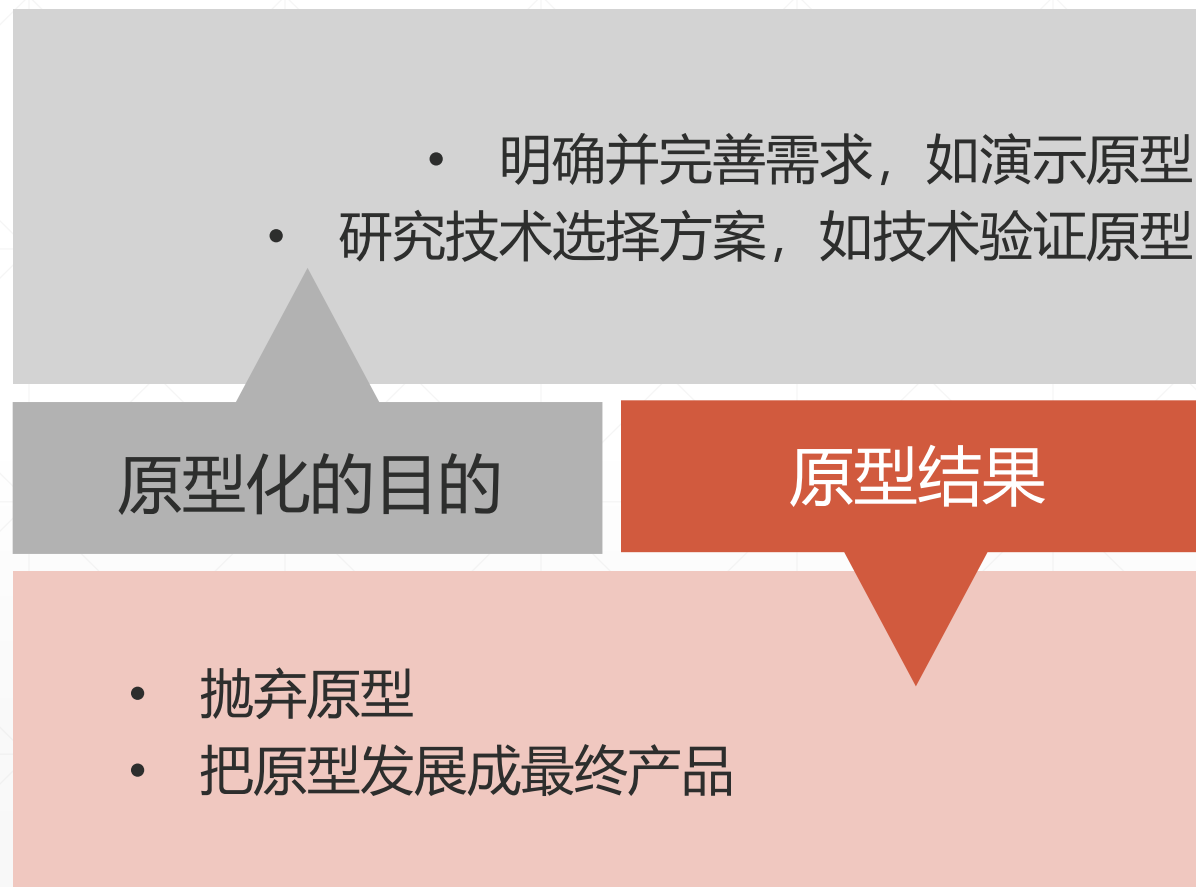 • 明确并完善需求，如演示原型
• 研究技术选择方案，如技术验证原型
原型化的目的
原型结果
• 抛弃原型
• 把原型发展成最终产品